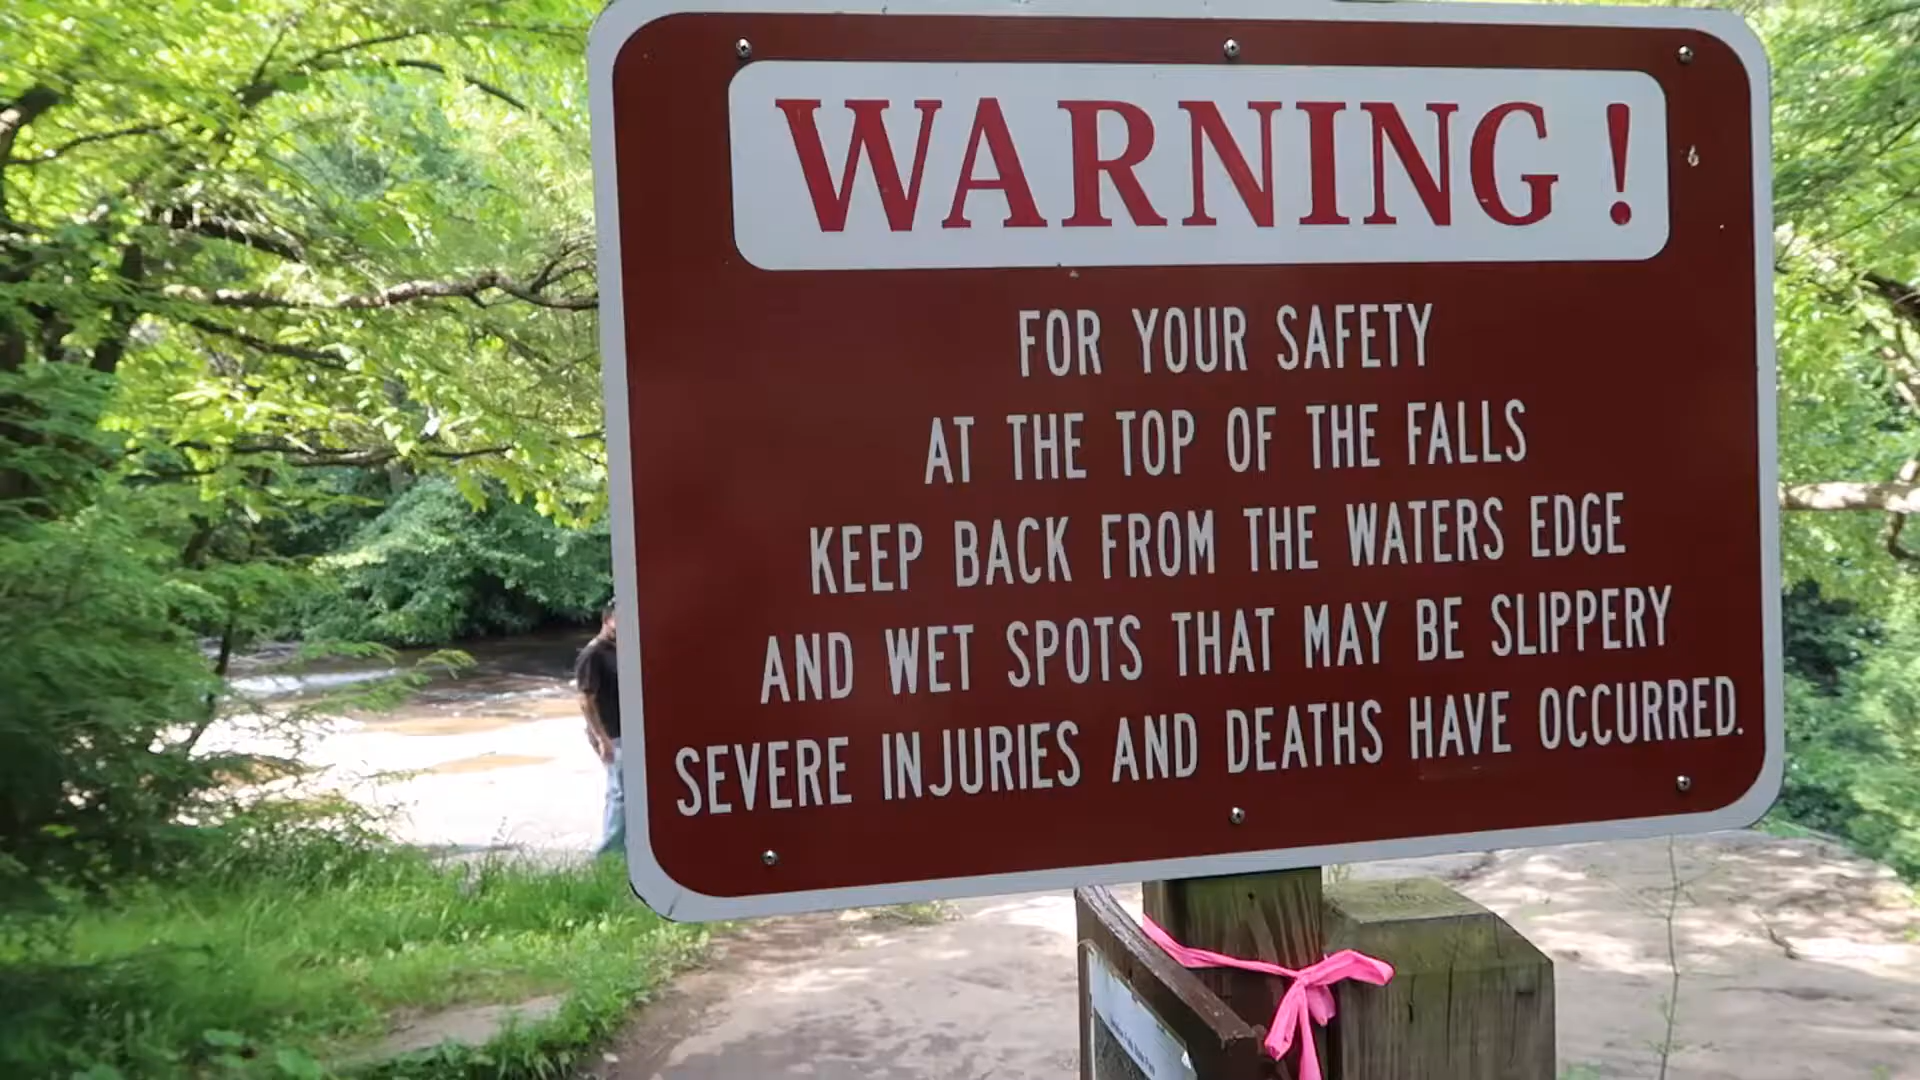 WARNING !
FOR YOUR SAFETY
AT THE TOP OF THE FALLS
KEEP BACK FROM THE WATERS EDGE
AND WET SPOTS THAT MAY BE SLIPPERY
SEVERE INJURIES AND DEATHS HAVE OCCURRED.